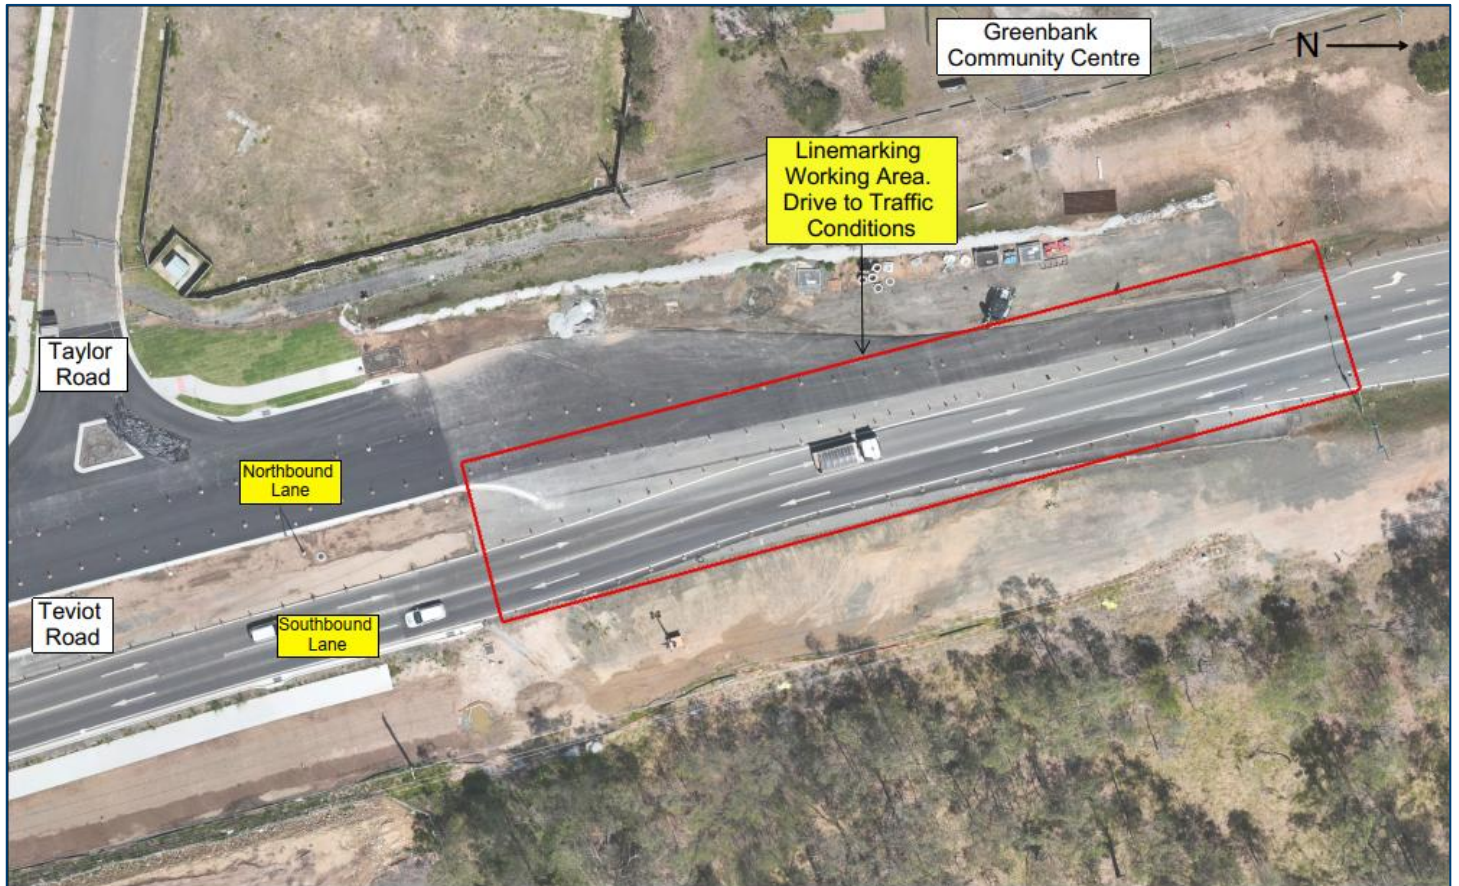 Greenbank
Community Centre
N
Linemarking
Working Area.
Drive to Traffic
Conditions
Taylor
Road
Northbound
Lane
Teviot
Road
Southbound
Lane